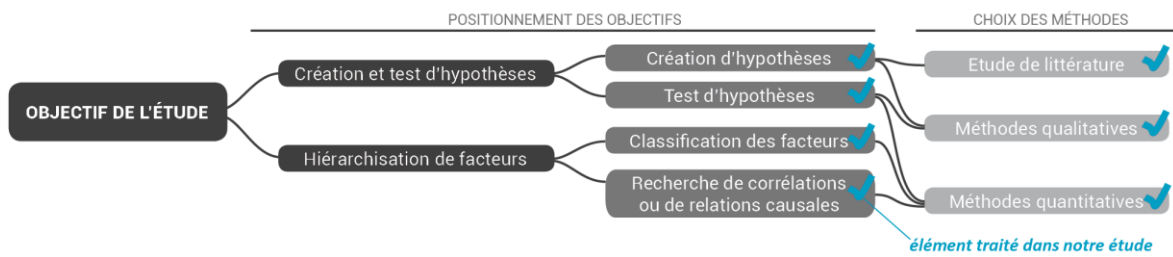 POSITIONNEMENT DES OBJECTIFS
CHOIX DES MÉTHODES
OBJECTIF DE L'ÉTUDE
Création et test d'hypothèses
Hiérarchisation de facteurs
Création d'hypothèses
Test d'hypothèses
Classification des facteurs
Recherche de corrélations
ou de relations causales
Etude de littérature
Méthodes qualitatives
Méthodes quantitatives
élément traité dans notre étude